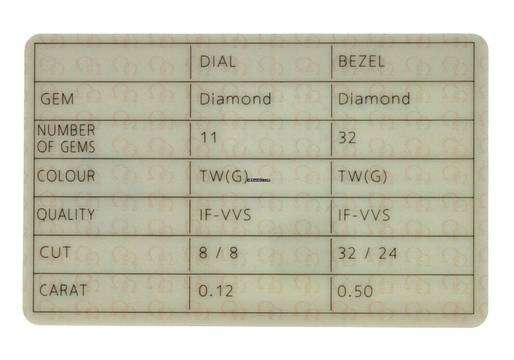 DIAL BEZEL
GEM Diamond Diamond
NUMBER
OF GEMS 11 32
COLOUR TW(G) TW(G)
QUALITY IF-VVS IF-VVS
CUT 8 / 8 32 / 24
CARAT 0.12 0.50